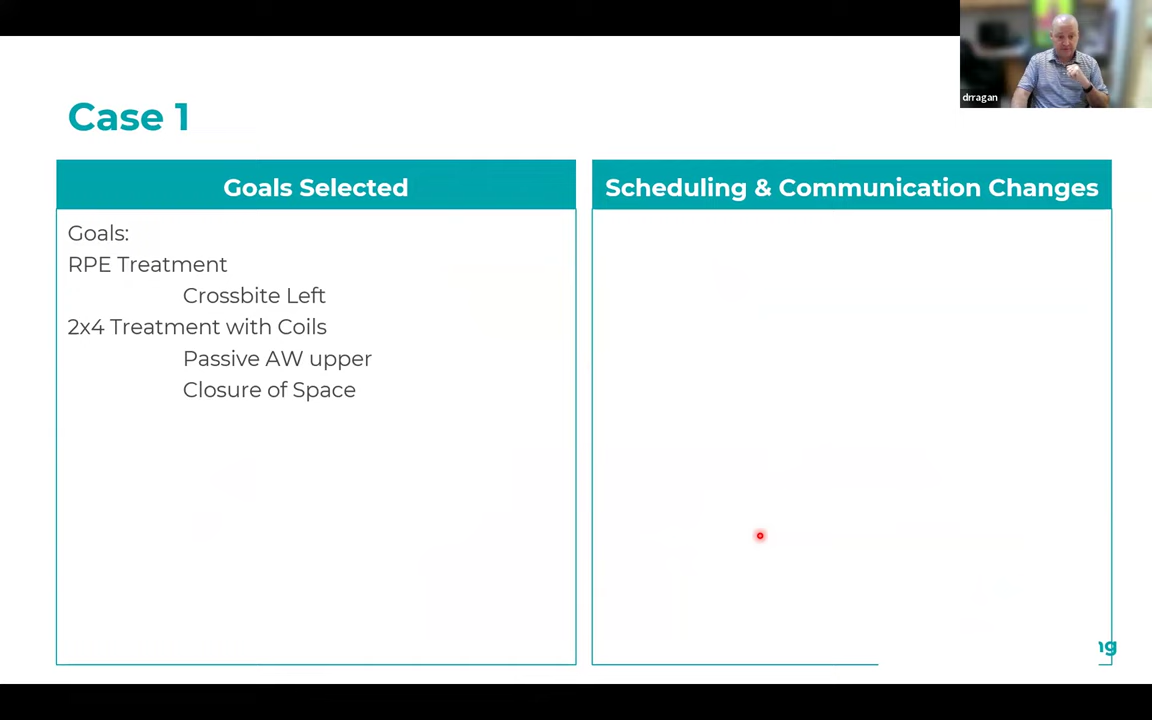 drragan
Case 1
Goals Selected
Goals:
RPE Treatment
Crossbite Left
2x4 Treatment with Coils
Passive AW upper
Closure of Space
Scheduling & Communication Changes